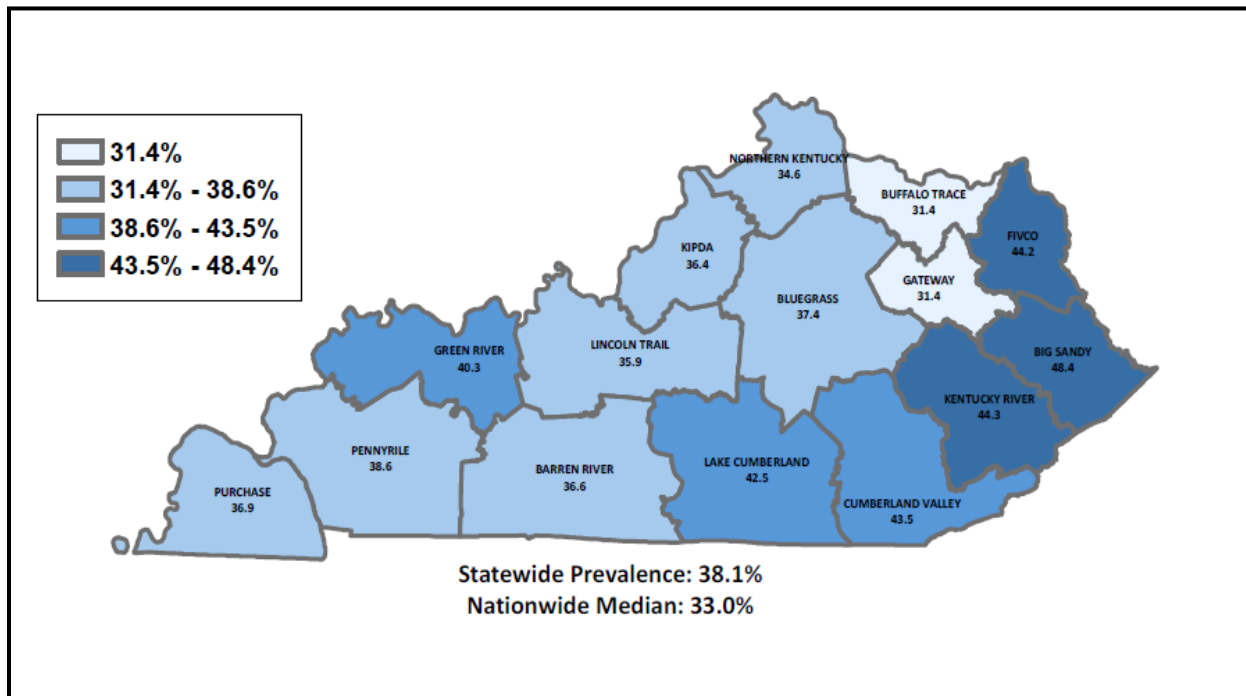 31.4%
31.4% - 38.6%
38.6% - 43.5%
43.5% - 48.4%
NORTHERN KENTUCKY
34.6
BUFFALO TRACE
31.4
FIVCO
44.2
KIPDA
36.4
GATEWAY
31.4
BLUEGRASS
37.4
GREEN RIVER
40.3
LINCOLN TRAIL
35.9
BIG SANDY
48.4
KENTUCKY RIVER
44.3
PENNYRILE
38.6
BARREN RIVER
36.6
LAKE CUMBERLAND
42.5
PURCHASE
36.9
CUMBERLAND VALLEY
43.5
Statewide Prevalence: 38.1%
Nationwide Median: 33.0%